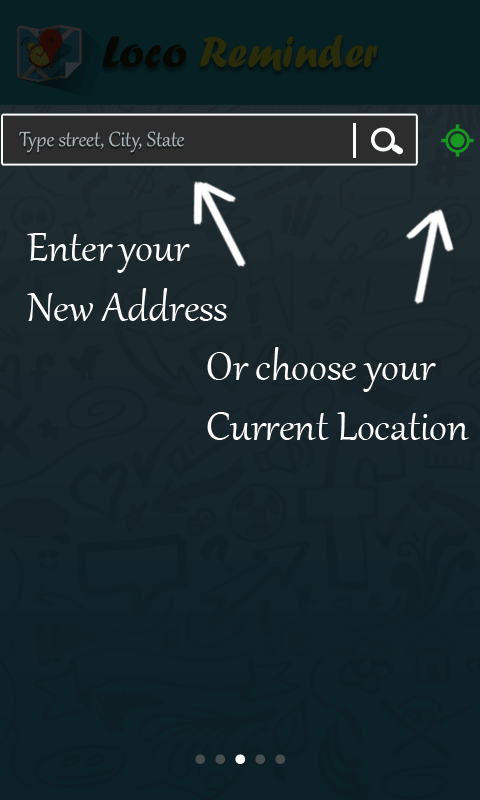 Loco Reminder
Type street, City, State
Enter your
New Address
Or choose your
Current Location